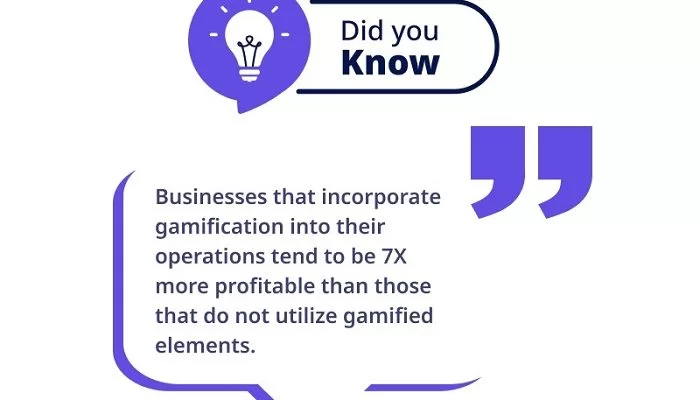 Did you
Know
Businesses that incorporate
gamification into their
operations tend to be 7X
more profitable than those
that do not utilize gamified
elements.